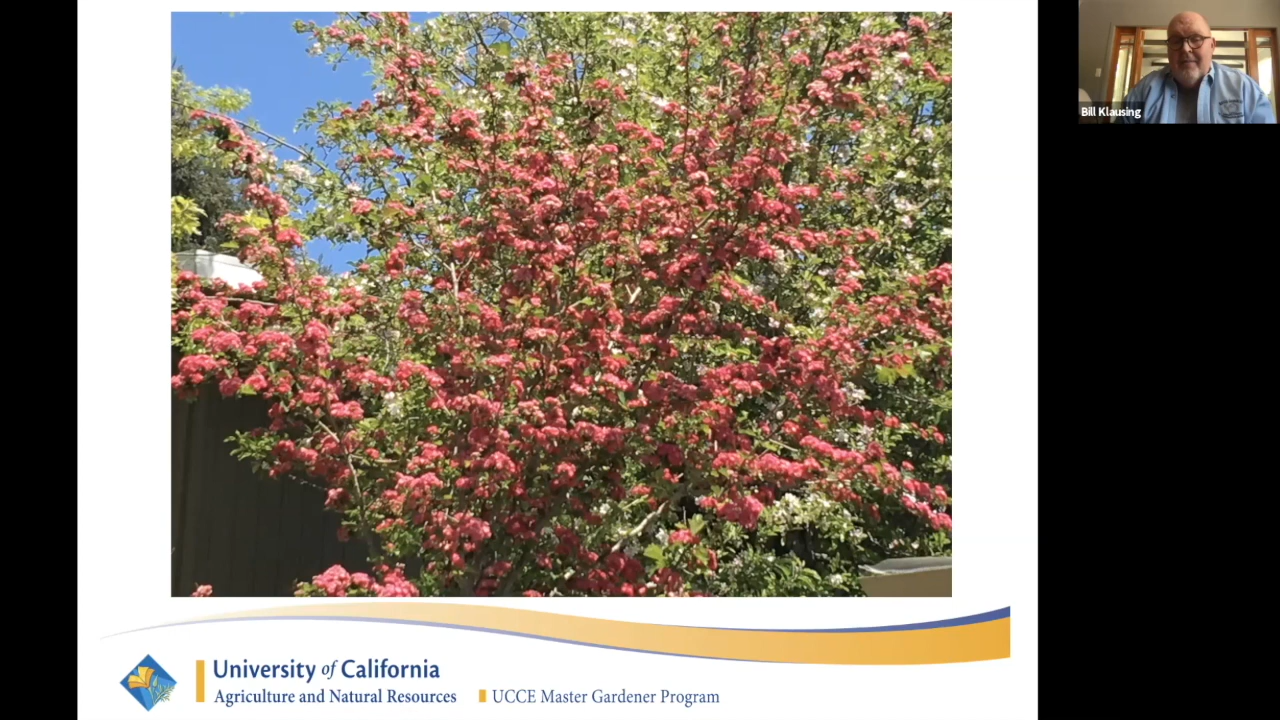 Bill Klausing
University of California
Agriculture and Natural Resources
UCCE Master Gardener Program